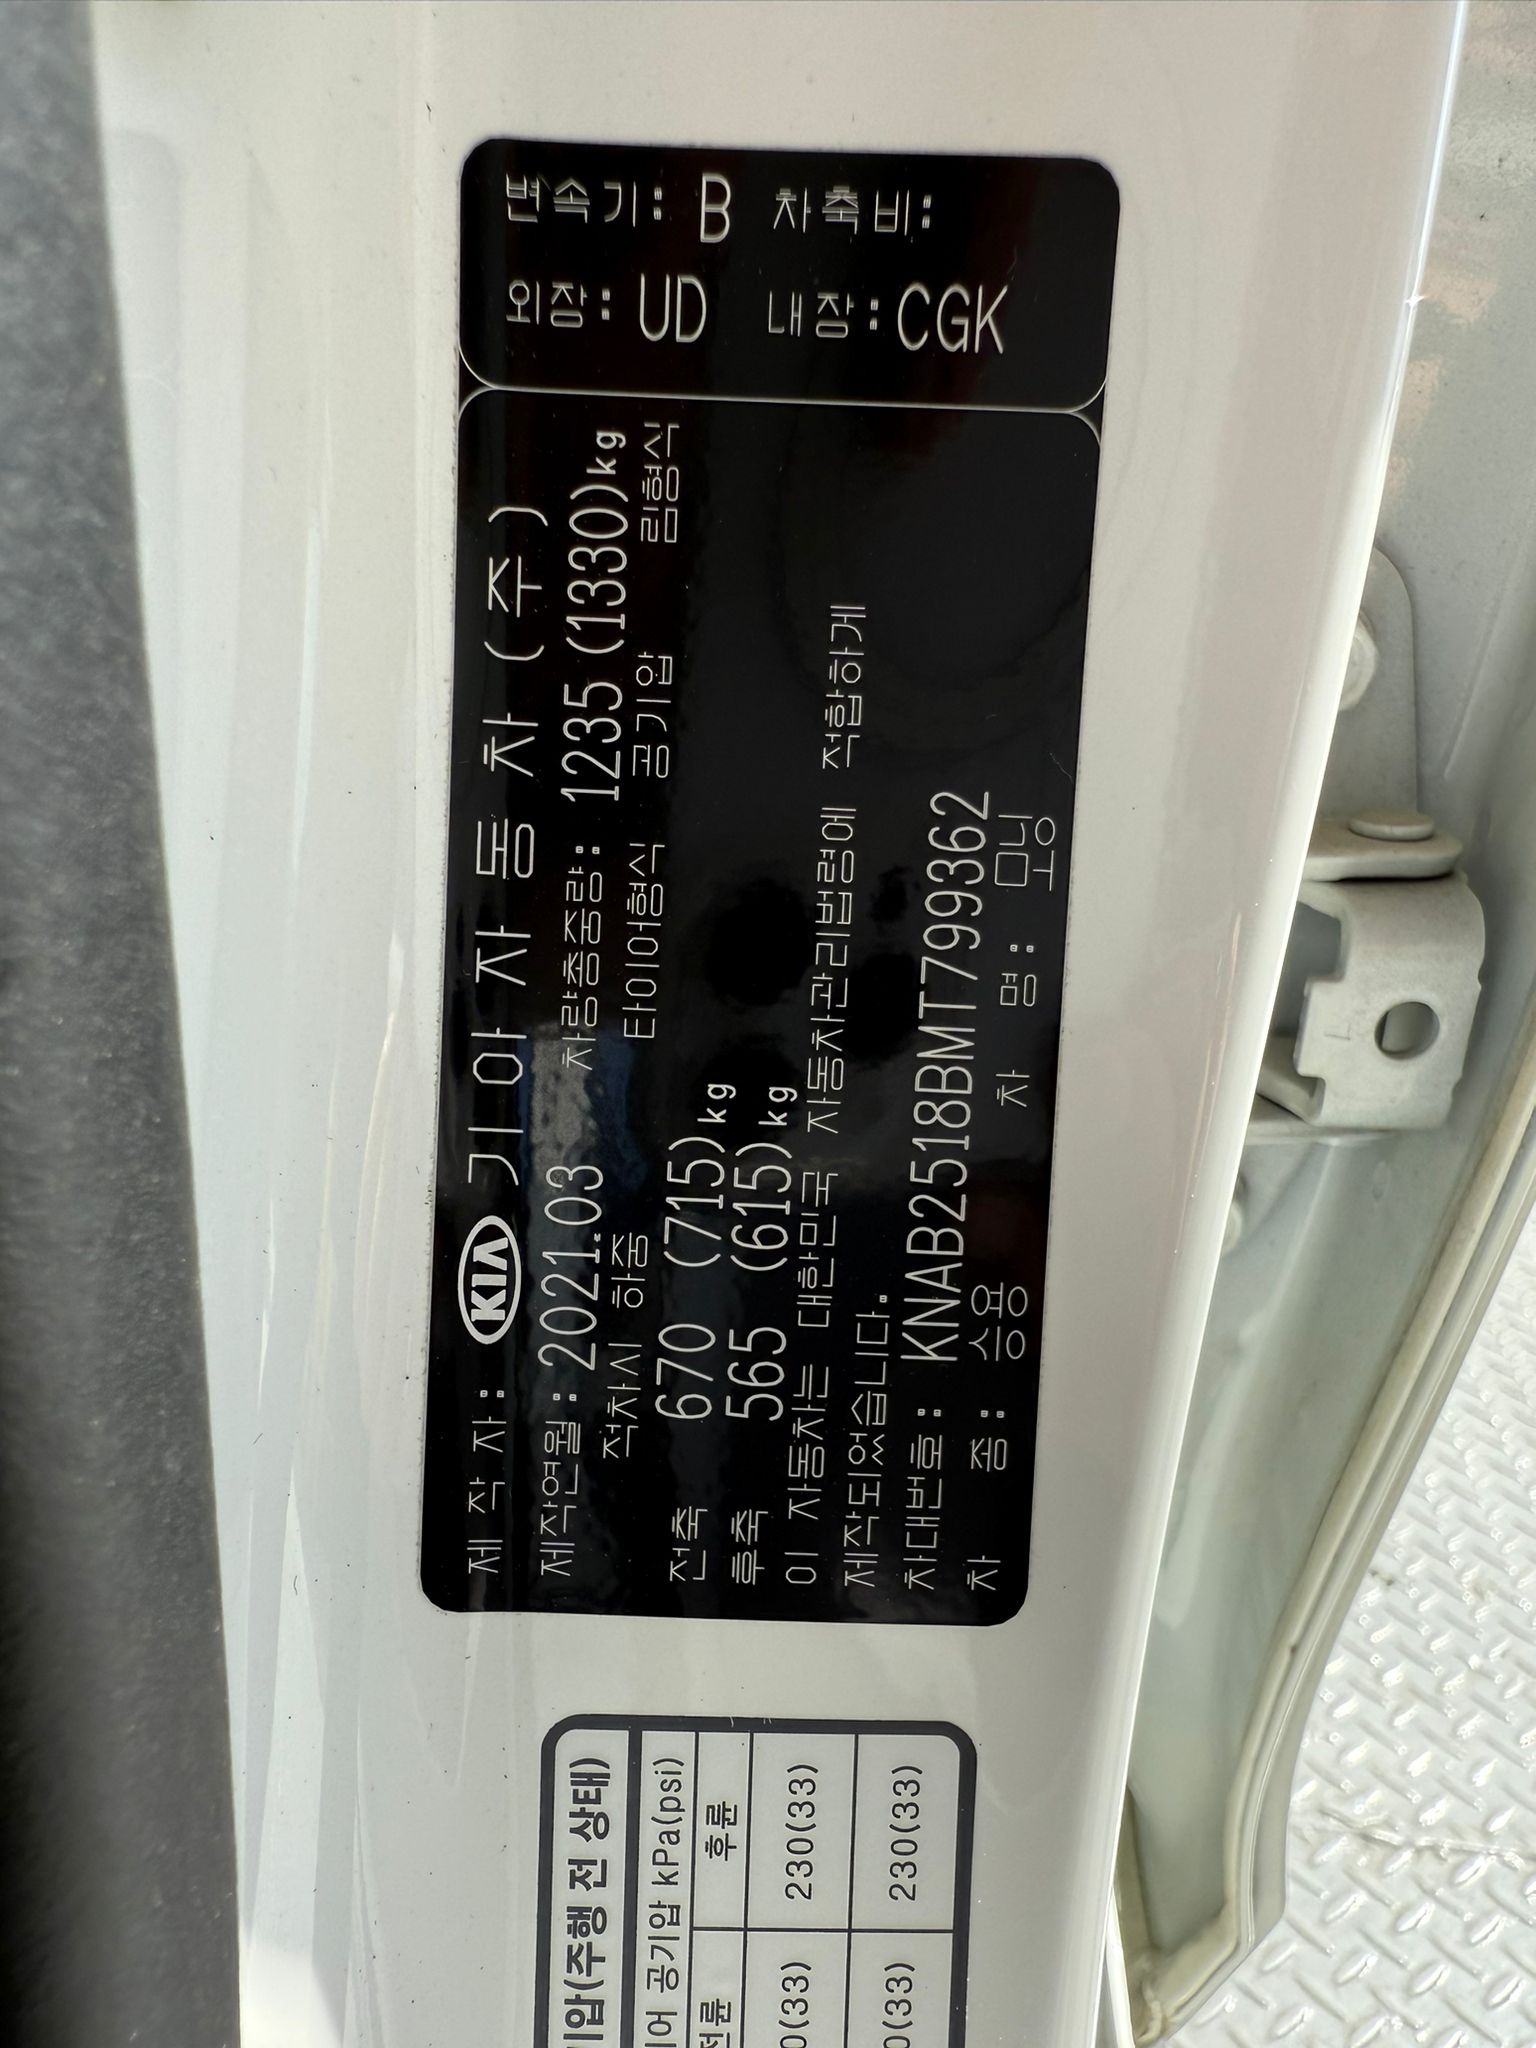 변속기: B 차축비:
외장: UD 내장: CGK
제 작 자: KIA 기아자동차(주)
제작연월: 2021.03 차량총중량: 1235 (1330)kg
적차시 하중 타이어형식 공기압 림형식
전축 670 (715)kg
후축 565 (615)kg
이 자동차는 대한민국 자동차관리법령에 적합하게
제작되었습니다.
차대번호: KNAB2518BMT799362
차 종: 승용 차 명: 모닝
압(주행 전 상태)
공기압 kPa(psi)
전륜 후륜
(33) 230(33)
(33) 230(33)